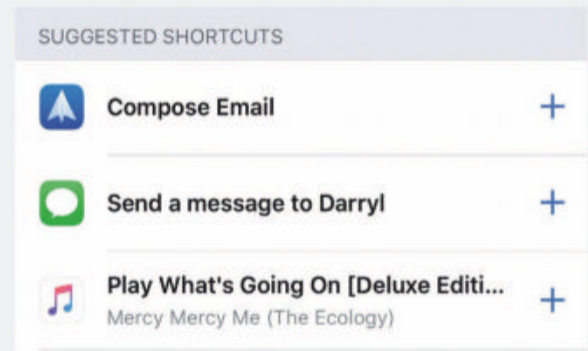 SUGGESTED SHORTCUTS
Compose Email
Send a message to Darryl
Play What's Going On [Deluxe Editi...
Mercy Mercy Me (The Ecology)